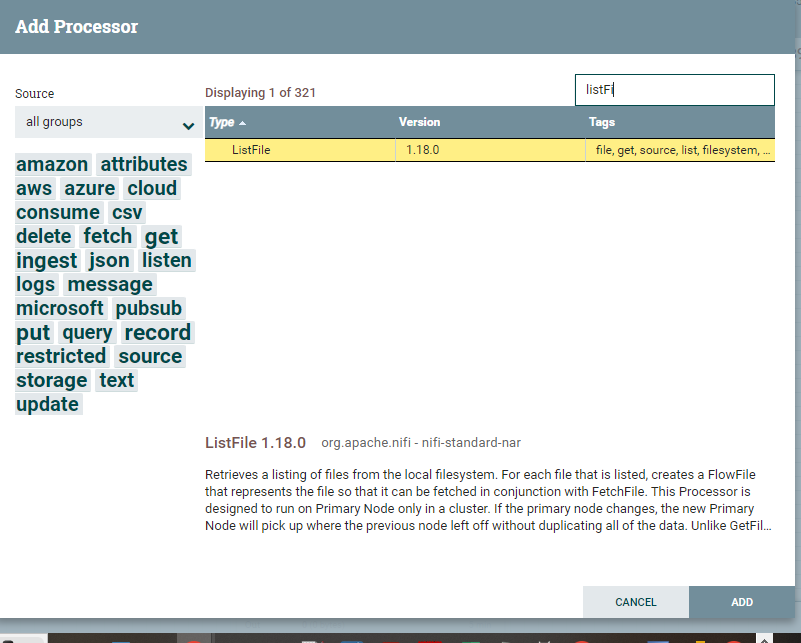 Add Processor
Source
Displaying 1 of 321
listFi
all groups
Type Version Tags
ListFile 1.18.0 file, get, source, list, filesystem, ...
amazon attributes
aws azure cloud
consume csv
delete fetch get
ingest json listen
logs message
microsoft pubsub
put query record
restricted source
storage text
update
ListFile 1.18.0 org.apache.nifi - nifi-standard-nar
Retrieves a listing of files from the local filesystem. For each file that is listed, creates a FlowFile
that represents the file so that it can be fetched in conjunction with FetchFile. This Processor is
designed to run on Primary Node only in a cluster. If the primary node changes, the new Primary
Node will pick up where the previous node left off without duplicating all of the data. Unlike GetFil...
CANCEL ADD